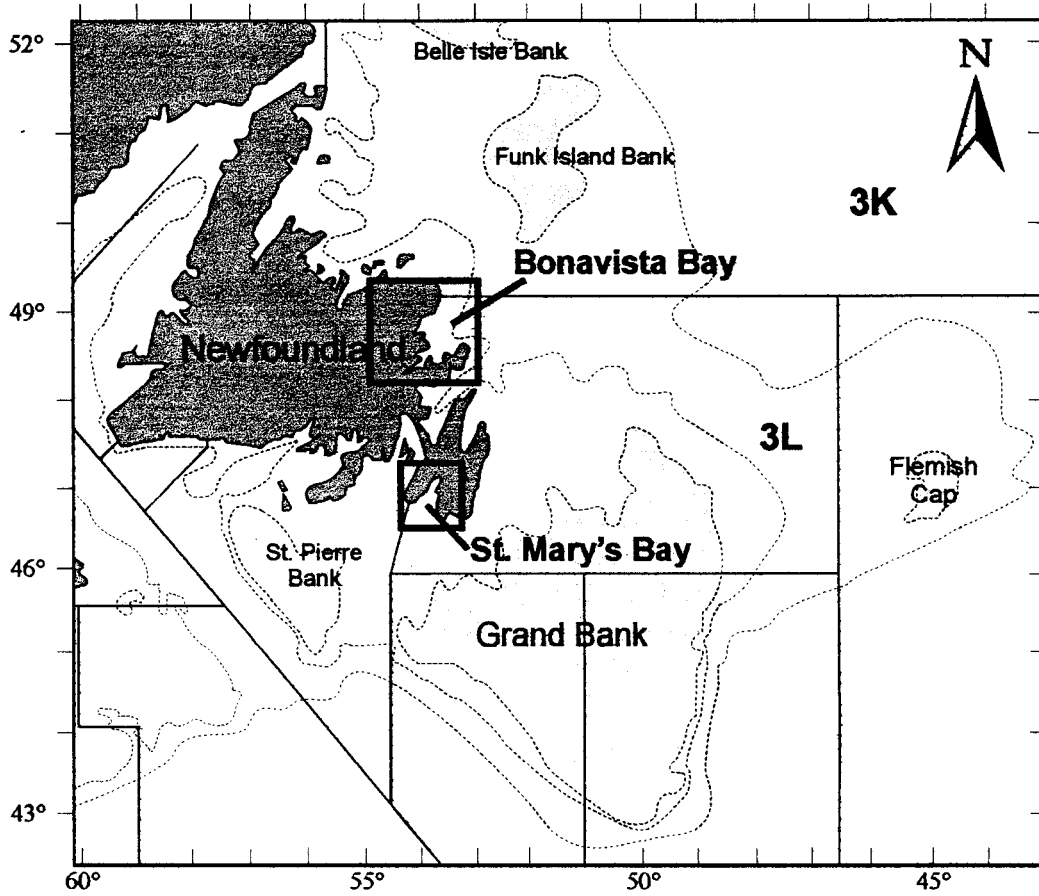 52°
Belle Isle Bank
N
Funk Island Bank
3K
Bonavista Bay
49°
Newfoundland
3L
Flemish
Cap
St. Mary's Bay
46°
St. Pierre
Bank
Grand Bank
43°
60°
55°
50°
45°